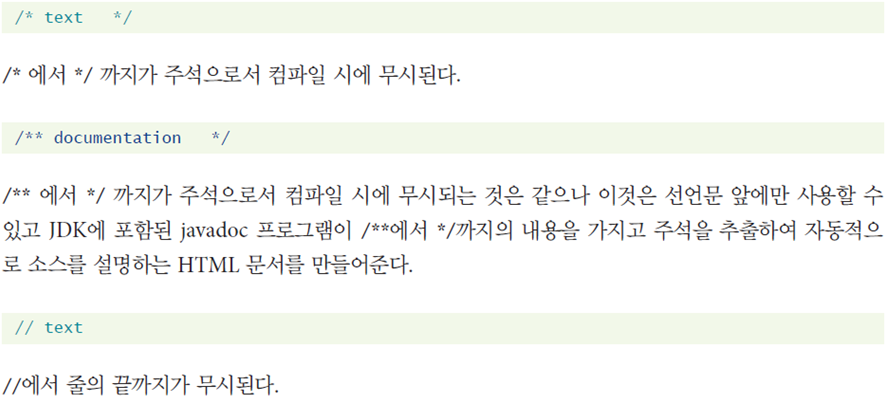 /* text   */
/* 에서 */ 까지가 주석으로서 컴파일 시에 무시된다.
/** documentation   */
/** 에서 */ 까지가 주석으로서 컴파일 시에 무시되는 것은 같으나 이것은 선언문 앞에만 사용할 수
있고 JDK에 포함된 javadoc 프로그램이 /**에서 */까지의 내용을 가지고 주석을 추출하여 자동적으
로 소스를 설명하는 HTML 문서를 만들어준다.
// text
//에서 줄의 끝까지가 무시된다.